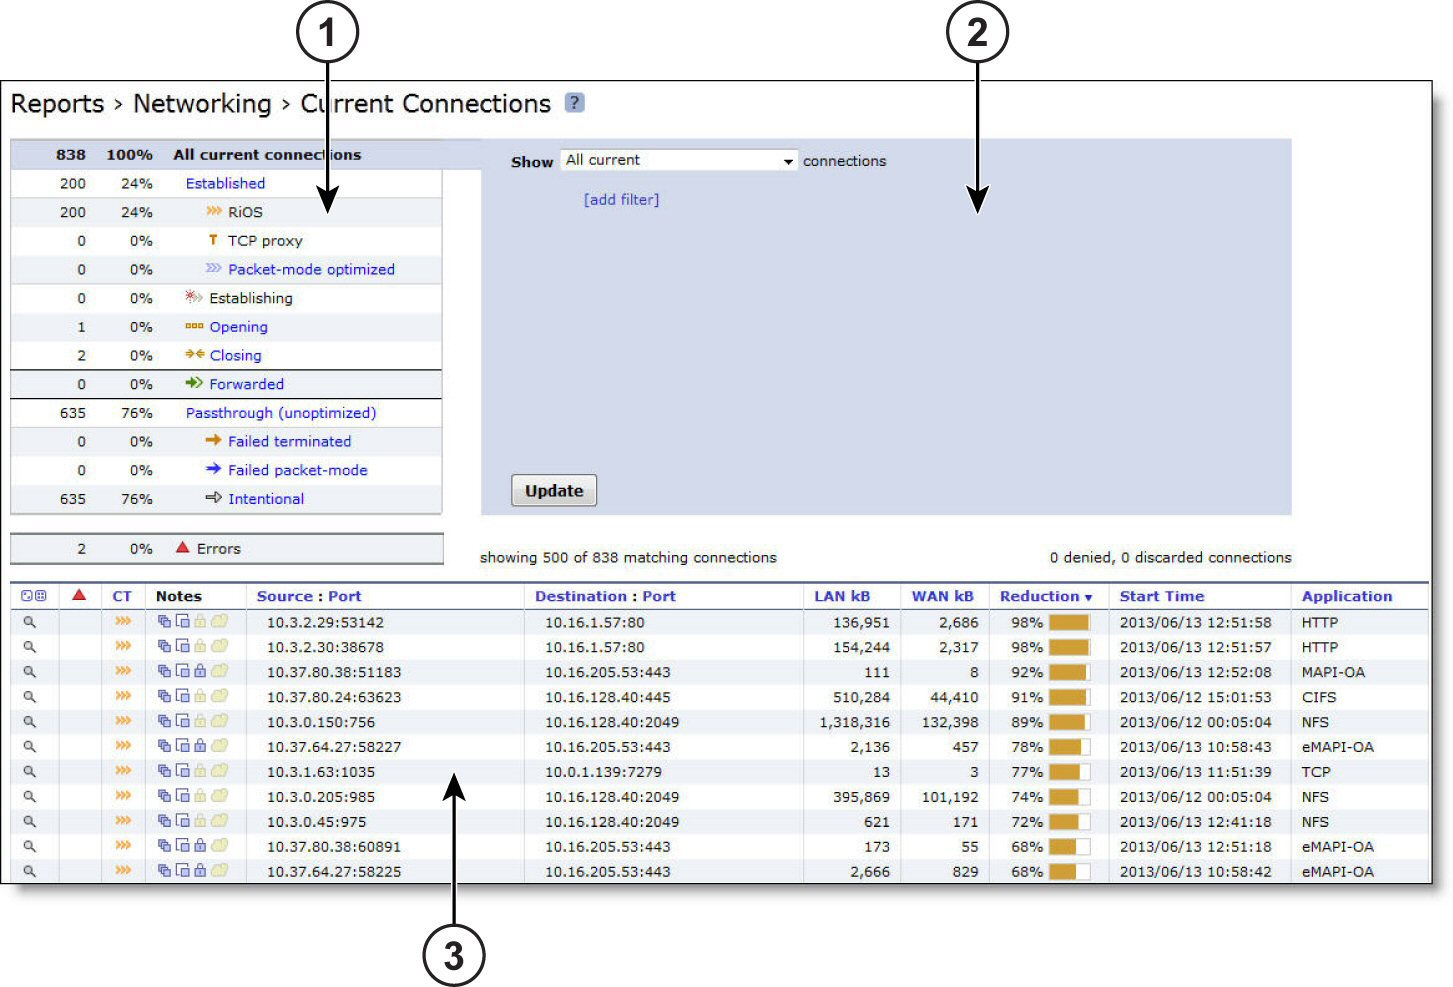 1
2
Reports › Networking › Current Connections ?
838 100% All current connections
200 24% Established
200 24% RiOS
0 0% T TCP proxy
0 0% Packet-mode optimized
0 0% Establishing
1 0% Opening
2 0% Closing
0 0% Forwarded
635 76% Passthrough (unoptimized)
0 0% Failed terminated
0 0% Failed packet-mode
635 76% Intentional
2 0% Errors
Show All current connections
[add filter]
Update
showing 500 of 838 matching connections
0 denied, 0 discarded connections
CT Notes Source : Port Destination : Port LAN kB WAN kB Reduction Start Time Application
10.3.2.29:53142 10.16.1.57:80 136,951 2,686 98% 2013/06/13 12:51:58 HTTP
10.3.2.30:38678 10.16.1.57:80 154,244 2,317 98% 2013/06/13 12:51:57 HTTP
10.37.80.38:51183 10.16.205.53:443 111 8 92% 2013/06/13 12:52:08 MAPI-OA
10.37.80.24:63623 10.16.128.40:445 510,284 44,410 91% 2013/06/12 15:01:53 CIFS
10.3.0.150:756 10.16.128.40:2049 1,318,316 132,398 89% 2013/06/12 00:05:04 NFS
10.37.64.27:58227 10.16.205.53:443 2,136 457 78% 2013/06/13 10:58:43 eMAPI-OA
10.3.1.63:1035 10.0.1.139:7279 13 3 77% 2013/06/13 11:51:39 TCP
10.3.0.205:985 10.16.128.40:2049 395,869 101,192 74% 2013/06/12 00:05:04 NFS
10.3.0.45:975 10.16.128.40:2049 621 171 72% 2013/06/13 12:41:18 NFS
10.37.80.38:60891 10.16.205.53:443 173 55 68% 2013/06/13 12:51:18 eMAPI-OA
10.37.64.27:58225 10.16.205.53:443 2,666 829 68% 2013/06/13 10:58:42 eMAPI-OA
3